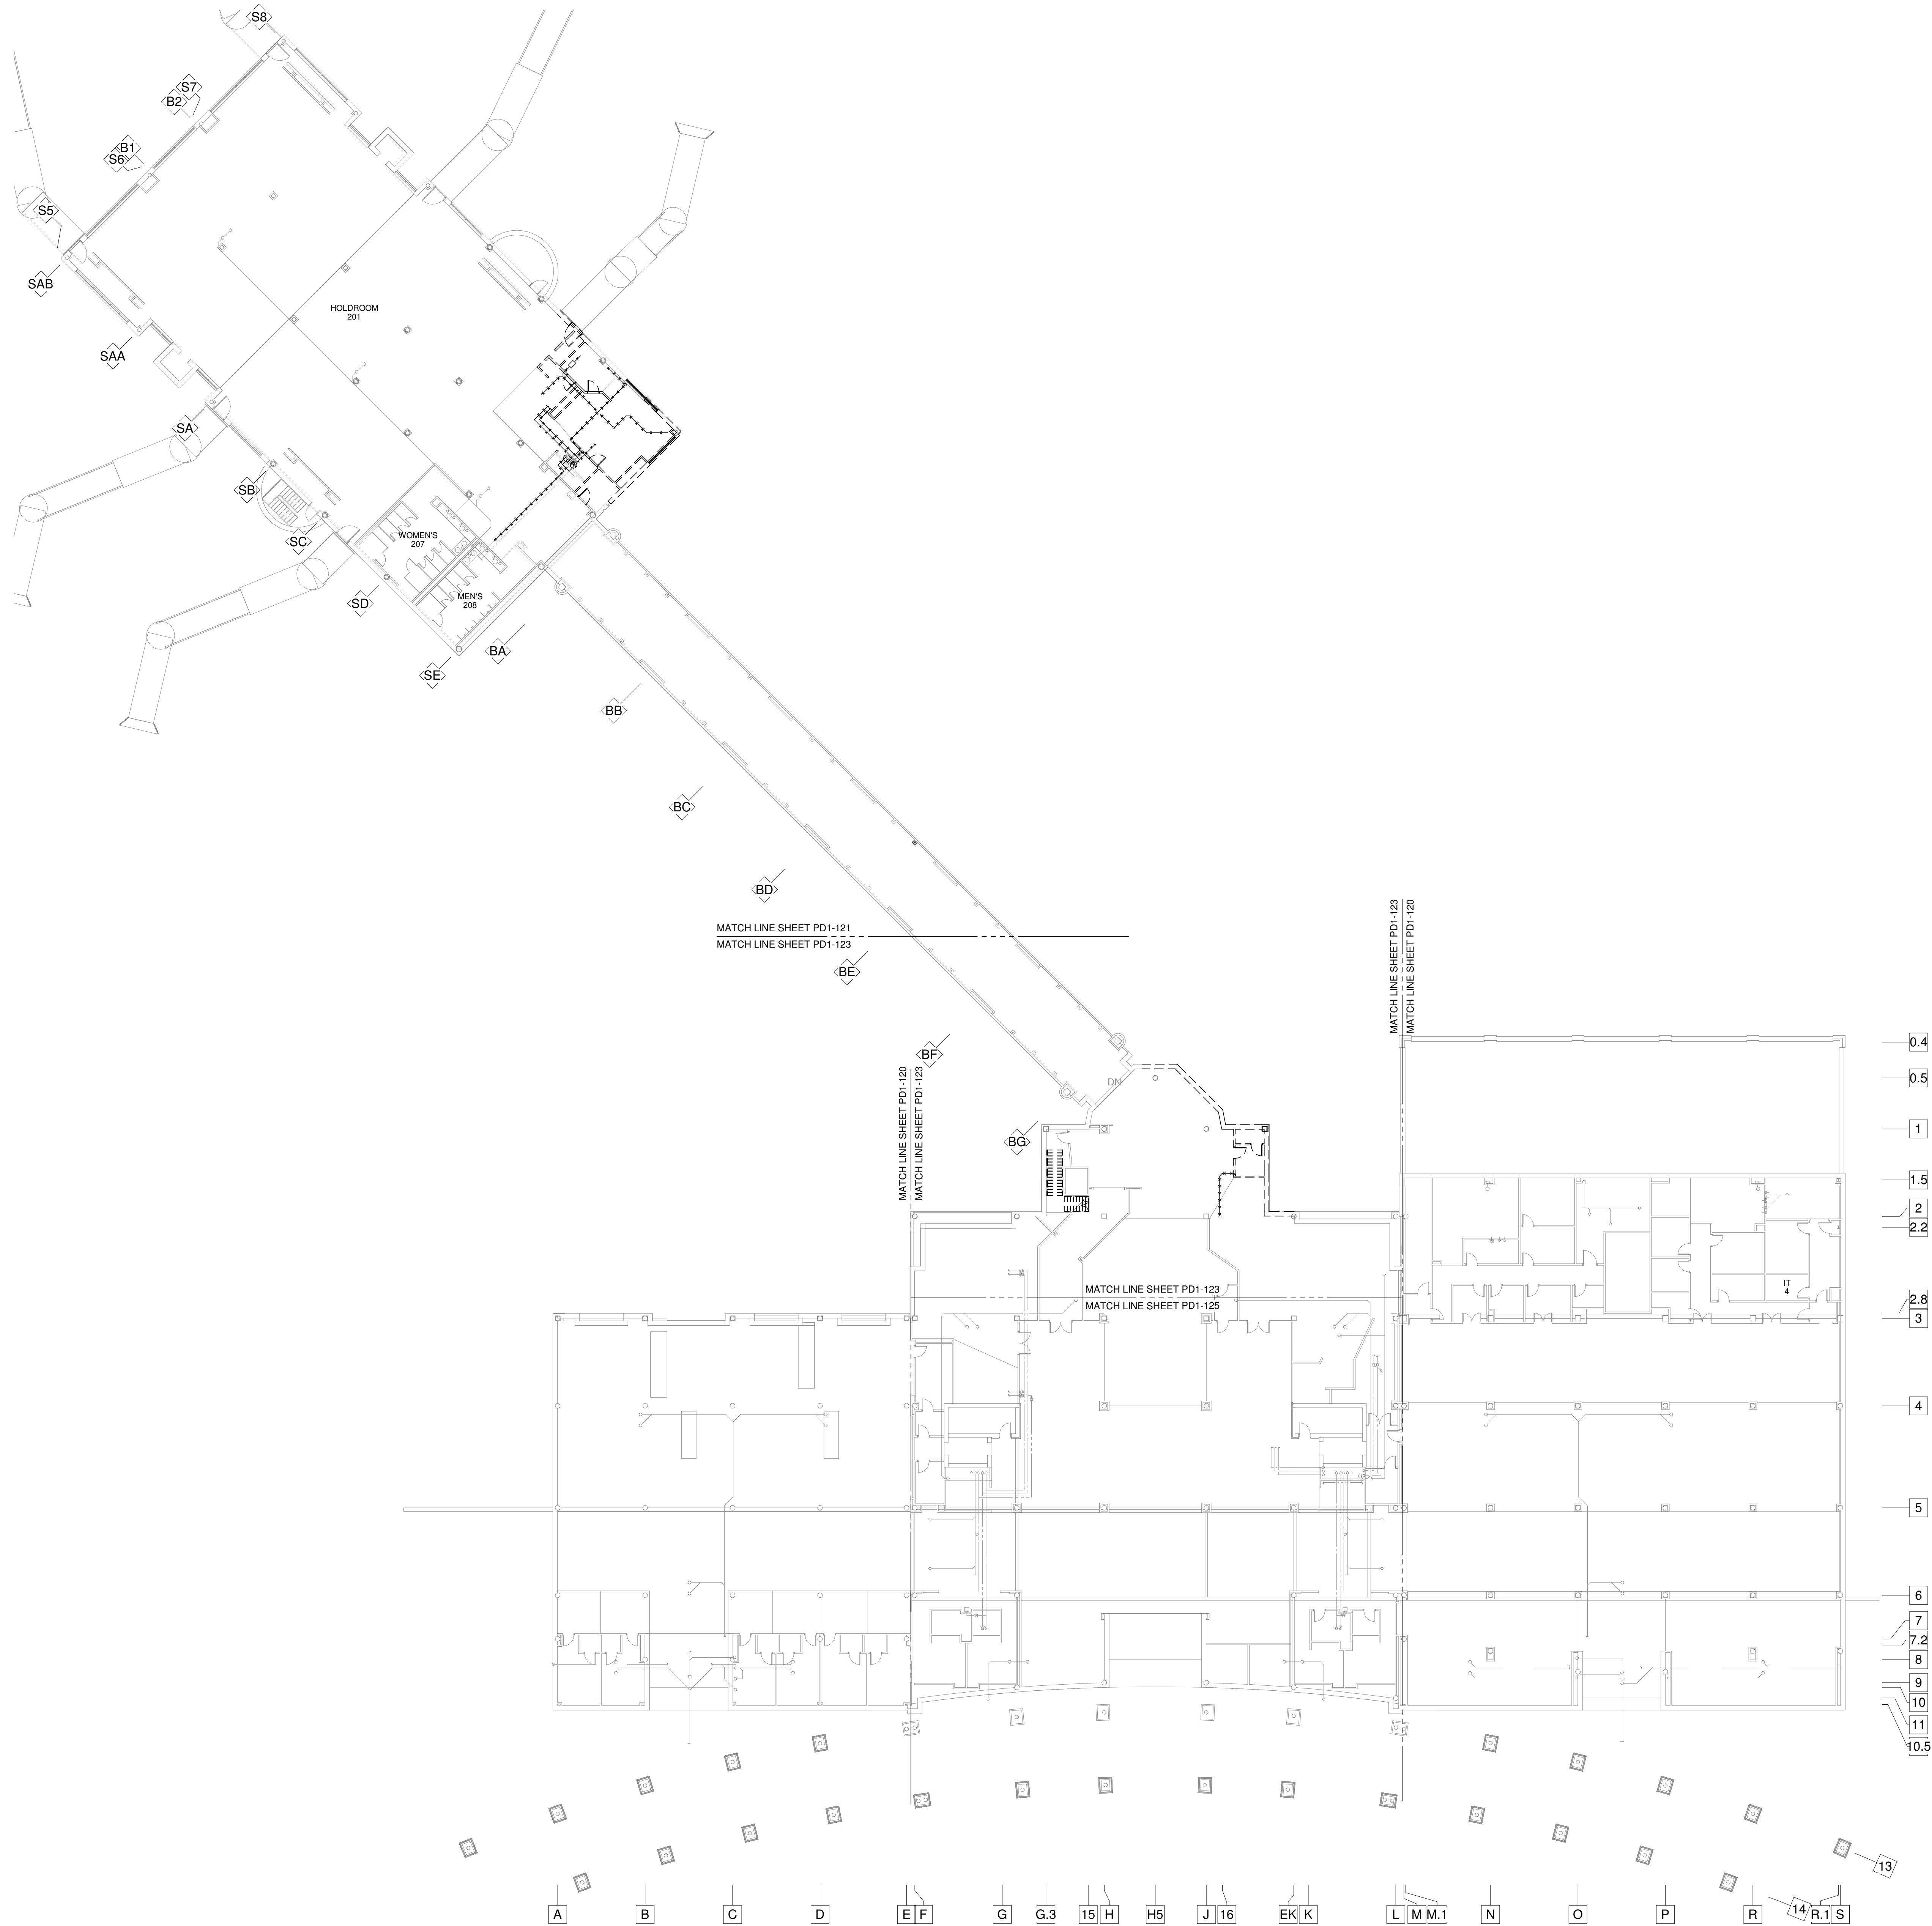 S8
S7
B2
B1
S6
S5
SAB
HOLDROOM
201
SAA
SA
SB
SC
WOMEN'S
207
MEN'S
208
SD
BA
SE
BB
BC
BD
MATCH LINE SHEET PD1-121
MATCH LINE SHEET PD1-123
BE
MATCH LINE SHEET PD1-123
MATCH LINE SHEET PD1-120
BF
MATCH LINE SHEET PD1-120
MATCH LINE SHEET PD1-123
DN
BG
0.4
0.5
1
1.5
2
2.2
MATCH LINE SHEET PD1-123
MATCH LINE SHEET PD1-125
IT
4
2.8
3
4
5
6
7
7.2
8
9
10
11
10.5
13
14
A
B
C
D
E
F
G
G.3
15
H
H5
J
16
EK
K
L
M
M.1
N
O
P
R
R.1
S